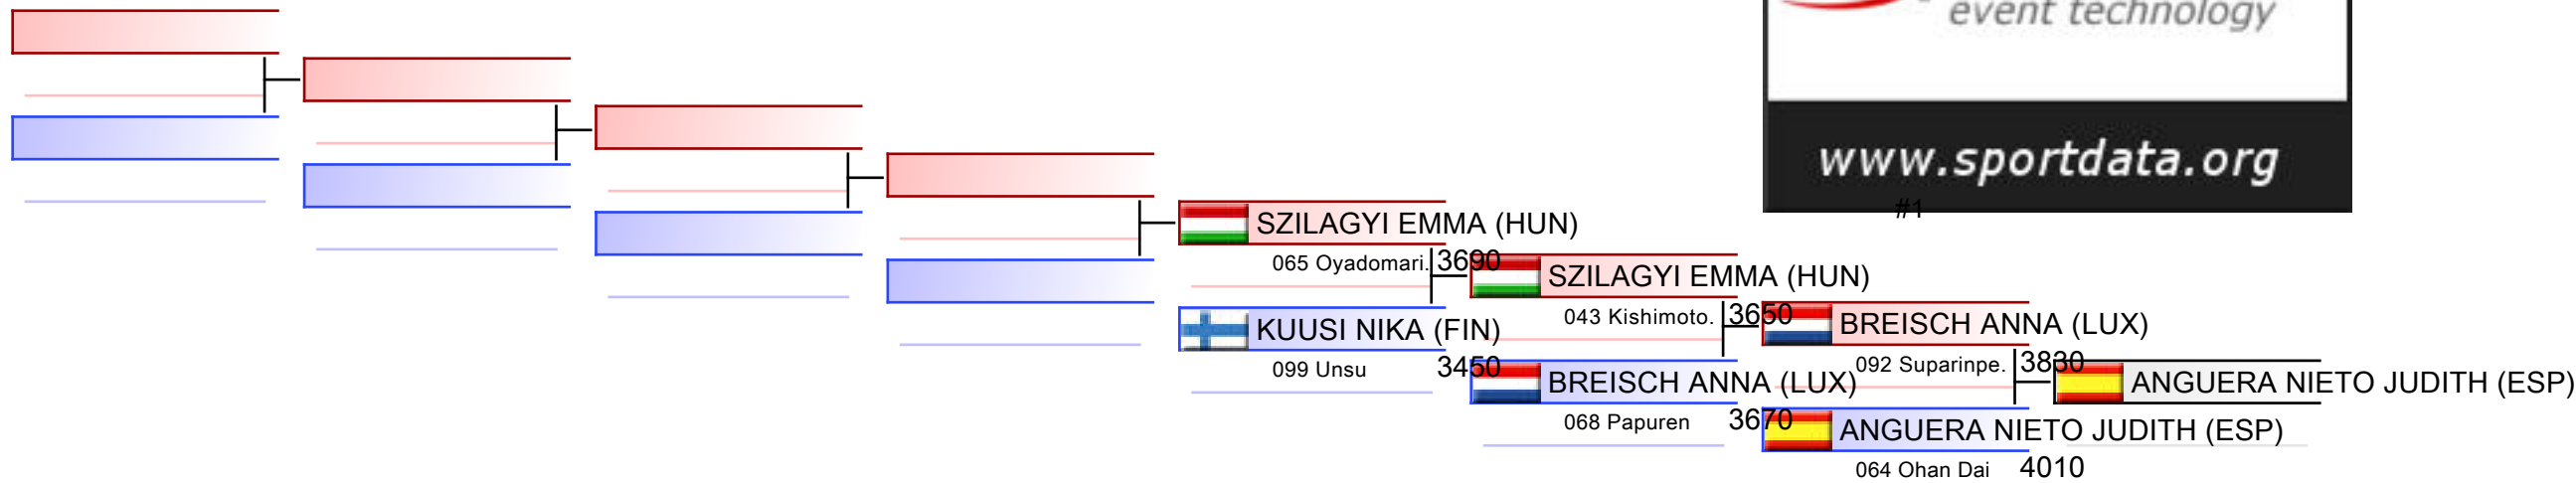 event technology
www.sportdata.org
#1
SZILAGYI EMMA (HUN)
065 Oyadomari. 3690
SZILAGYI EMMA (HUN)
043 Kishimoto. 3650
KUUSI NIKA (FIN)
099 Unsu 3450
BREISCH ANNA (LUX)
092 Suparinpe. 3830
BREISCH ANNA (LUX)
068 Papuren 3670
ANGUERA NIETO JUDITH (ESP)
ANGUERA NIETO JUDITH (ESP)
064 Ohan Dai 4010